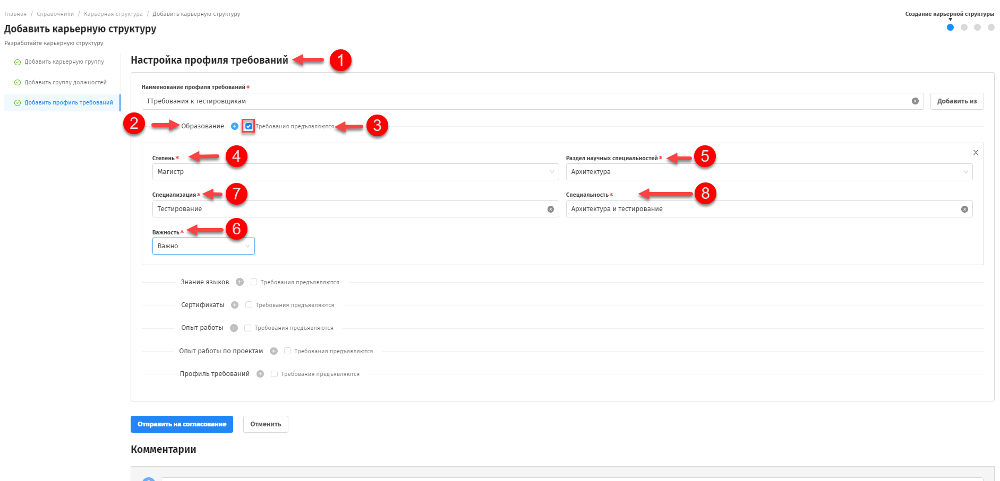 Главная / Справочники / Карьерная структура / Добавить карьерную структуру
Создание карьерной структуры
Добавить карьерную структуру
Разработайте карьерную структуру
Добавить карьерную группу
Добавить группу должностей
Добавить профиль требований
Настройка профиля требований
1
Наименование профиля требований *
ТТребования к тестировщикам
Добавить из
2
Образование
Требования предъявляются
3
Степень *
4
Раздел научных специальностей *
5
Магистр
Архитектура
Специализация *
7
Специальность *
8
Тестирование
Архитектура и тестирование
Важность *
6
Важно
Знание языков Требования предъявляются
Сертификаты Требования предъявляются
Опыт работы Требования предъявляются
Опыт работы по проектам Требования предъявляются
Профиль требований Требования предъявляются
Отправить на согласование
Отменить
Комментарии